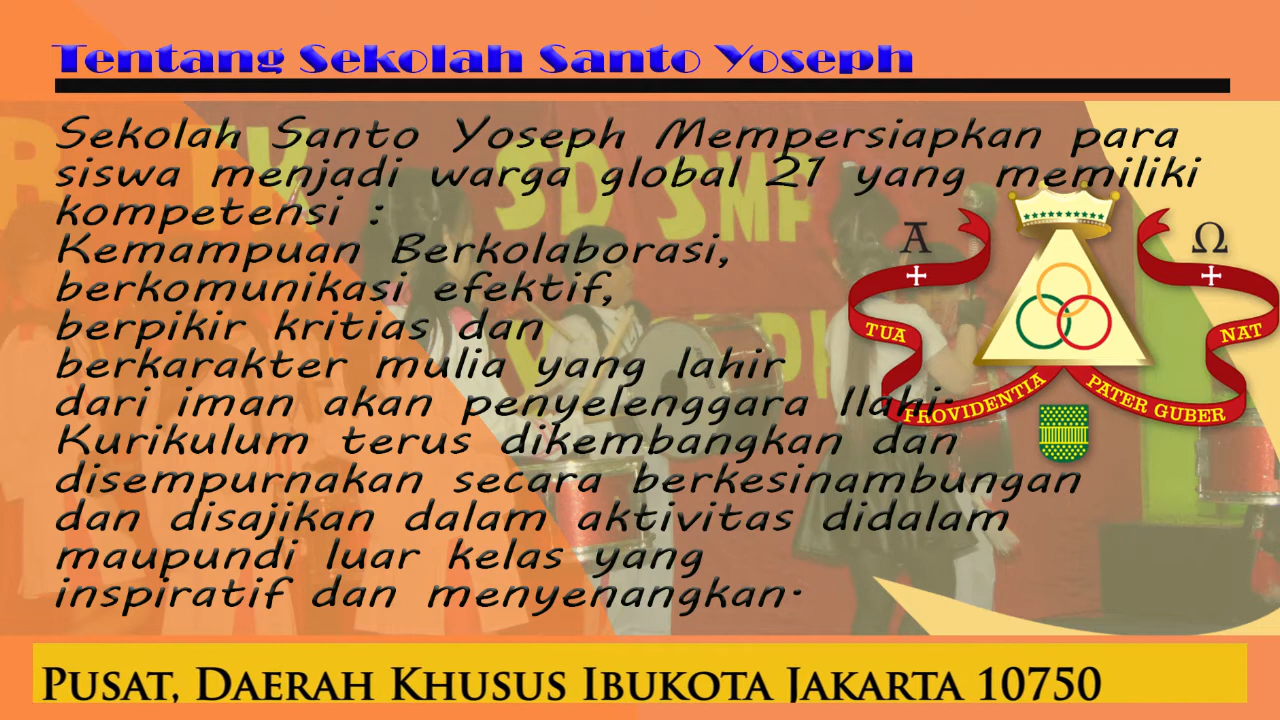 Tentang Sekolah Santo Yoseph
Sekolah Santo Yoseph Mempersiapkan para
siswa menjadi warga global 21 yang memiliki
kompetensi :
Kemampuan Berkolaborasi,
berkomunikasi efektif,
berpikir kritias dan
berkarakter mulia yang lahir
dari iman akan penyelenggara Ilahi.
Kurikulum terus dikembangkan dan
disempurnakan secara berkesinambungan
dan disajikan dalam aktivitas didalam
maupundi luar kelas yang
inspiratif dan menyenangkan.
SD SMP
Α Ω
TUA PROVIDENTIA PATER GUBER NAT
PUSAT, DAERAH KHUSUS IBUKOTA JAKARTA 10750